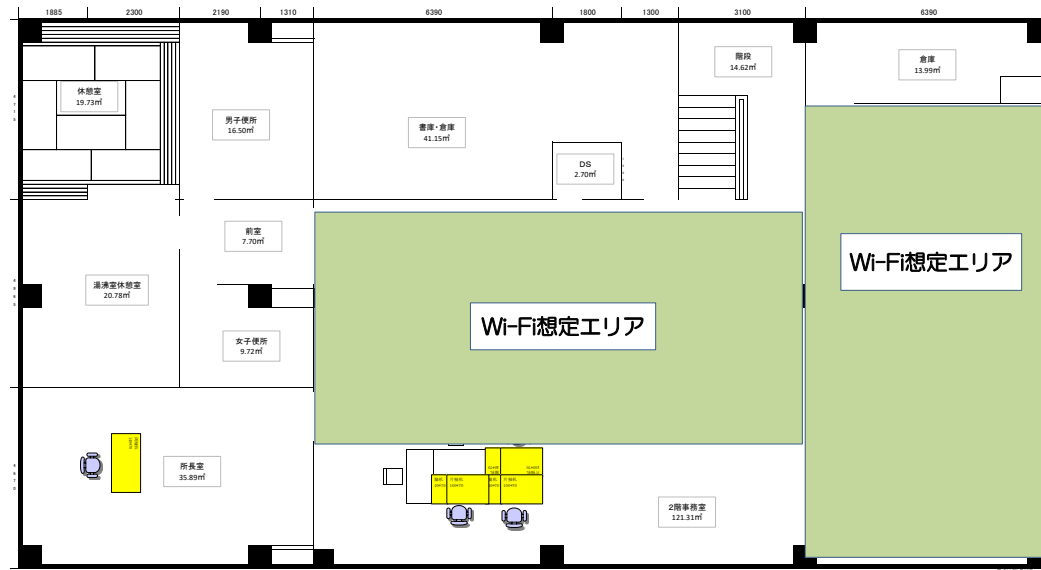 1885 2300 2190 1310 6390 1800 1300 3100 6390
階段
14.62㎡
倉庫
13.99㎡
休憩室
19.73㎡
男子便所
16.50㎡
書庫・倉庫
41.15㎡
DS
2.70㎡
前室
7.70㎡
Wi-Fi想定エリア
湯沸室休憩室
20.78㎡
Wi-Fi想定エリア
女子便所
9.72㎡
所長室
35.89㎡
片袖机
2階事務室
121.31㎡